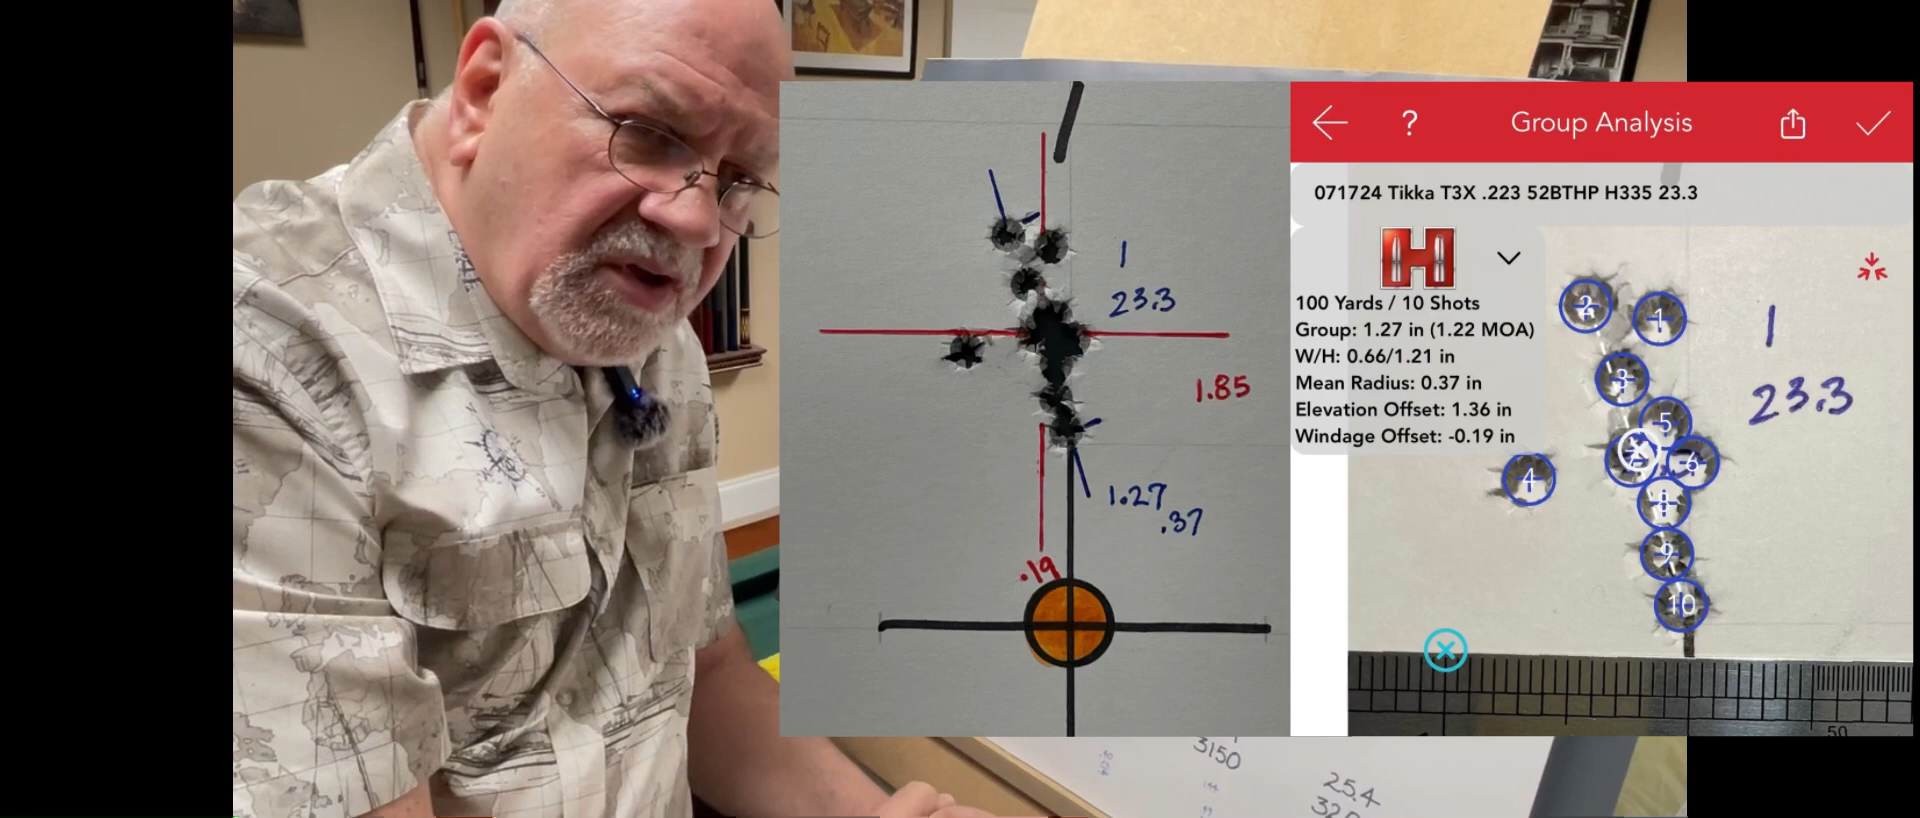 1
23.3
1.85
1.27
.37
.19
Group Analysis
?
071724 Tikka T3X .223 52BTHP H335 23.3
H
100 Yards / 10 Shots
Group: 1.27 in (1.22 MOA)
W/H: 0.66/1.21 in
Mean Radius: 0.37 in
Elevation Offset: 1.36 in
Windage Offset: -0.19 in
2
1
3
5
7
6
4
8
9
10
1
23.3
50
3150
25.4